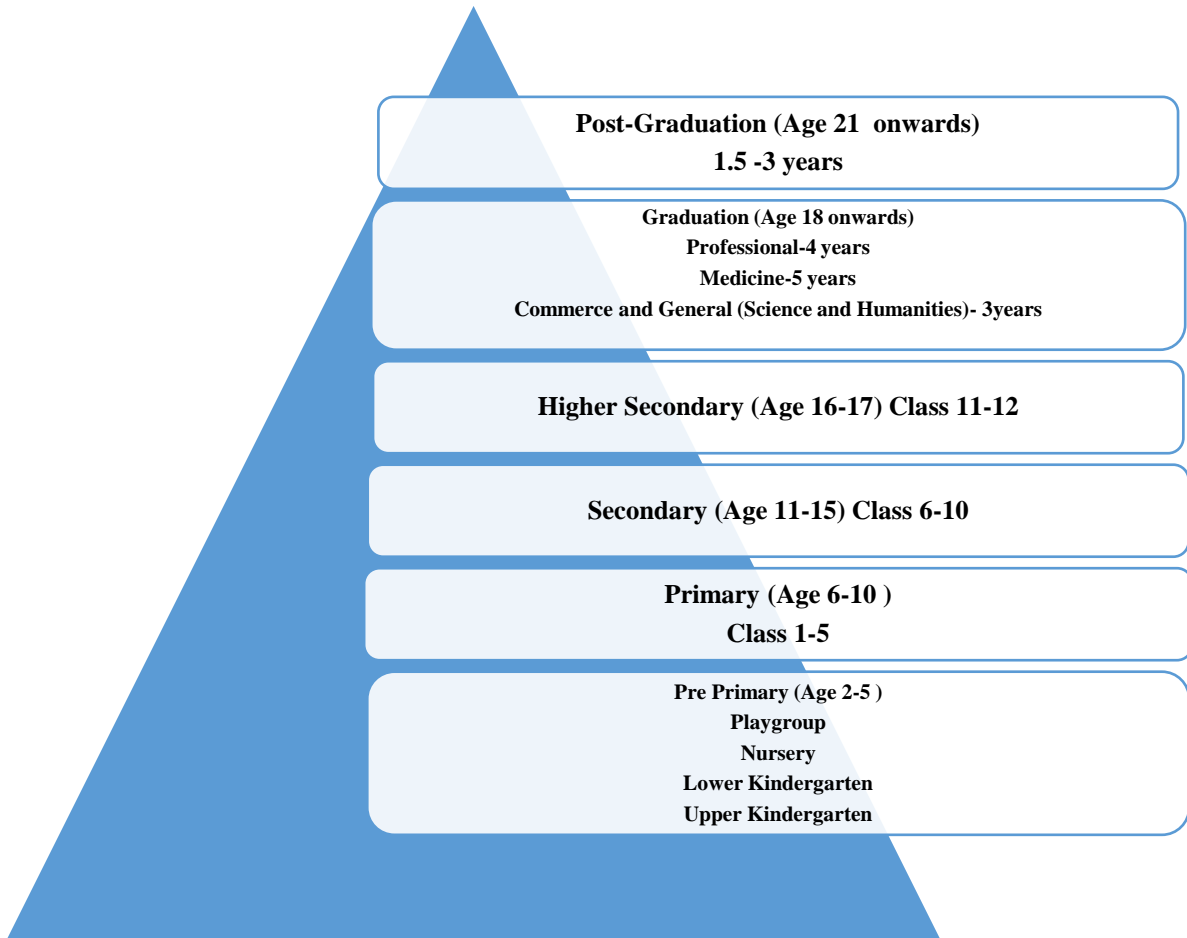 Post-Graduation (Age 21 onwards)
1.5 -3 years
Graduation (Age 18 onwards)
Professional-4 years
Medicine-5 years
Commerce and General (Science and Humanities)- 3years
Higher Secondary (Age 16-17) Class 11-12
Secondary (Age 11-15) Class 6-10
Primary (Age 6-10 )
Class 1-5
Pre Primary (Age 2-5 )
Playgroup
Nursery
Lower Kindergarten
Upper Kindergarten